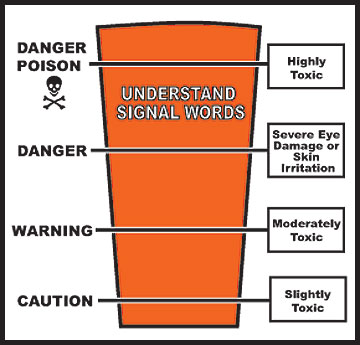 DANGER
POISON
Highly
Toxic
UNDERSTAND
SIGNAL WORDS
DANGER
Severe Eye
Damage or
Skin
Irritation
WARNING
Moderately
Toxic
CAUTION
Slightly
Toxic